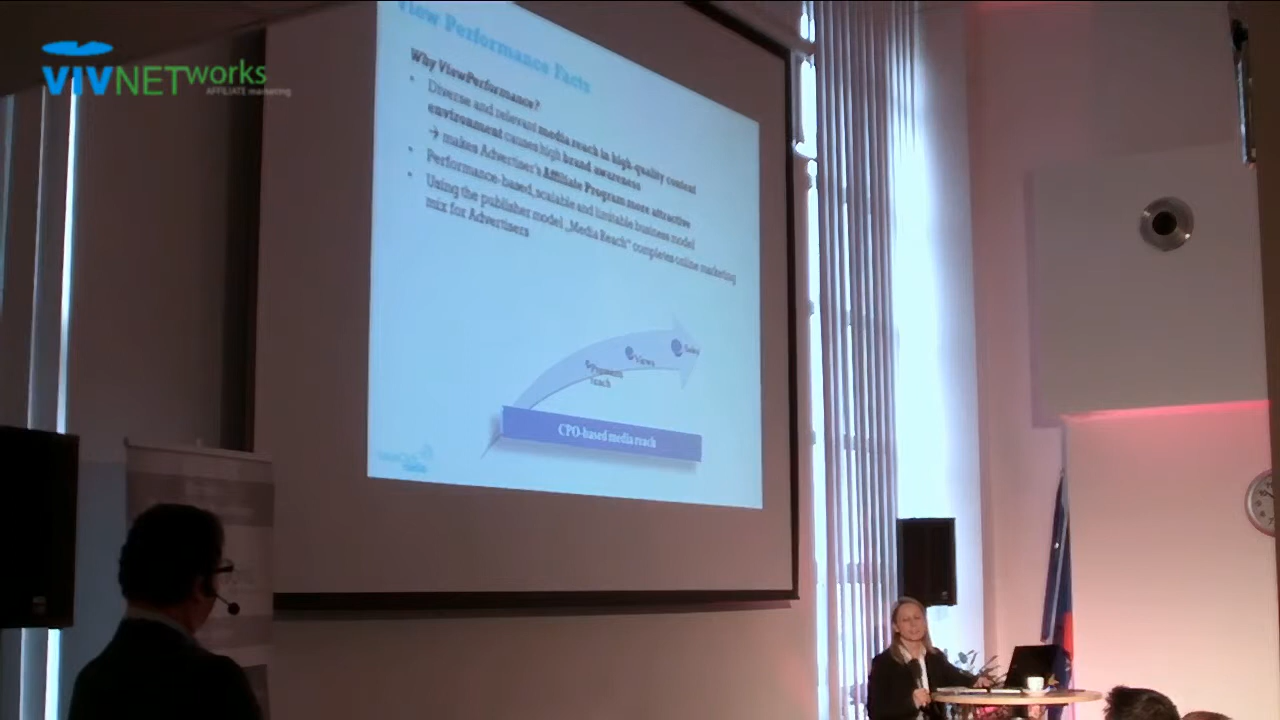 VIVNETworks
AFFILIATE marketing
View Performance Facts
Why ViewPerformance?
• Diverse and relevant media reach in high-quality content
environment causes high brand awareness
→ makes Advertiser's Affiliate Program more attractive
• Performance-based, scalable and limitable business model
• Using the publisher model „Media Reach" completes online marketing
mix for Advertisers
Sales
Views
Premium
reach
CPO-based media reach